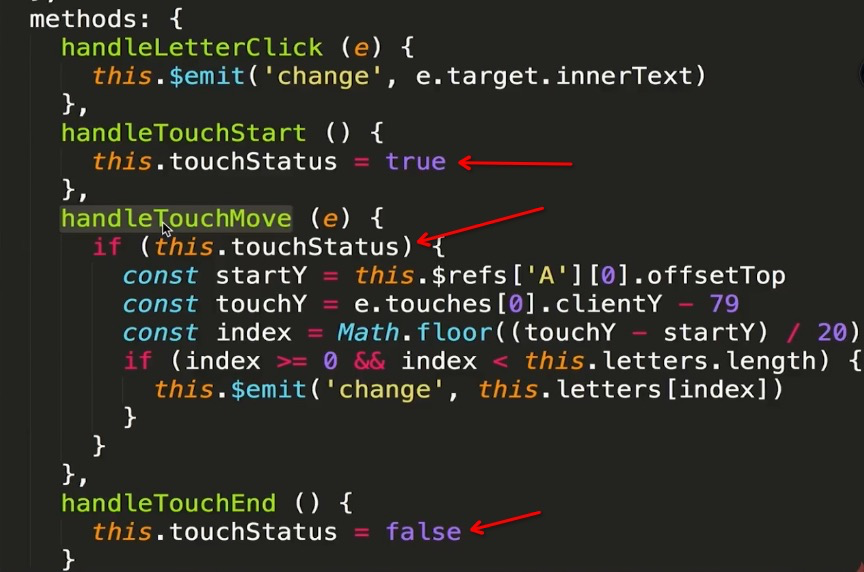 methods: {
handleLetterClick (e) {
this.$emit('change', e.target.innerText)
},
handleTouchStart () {
this.touchStatus = true
},
handleTouchMove (e) {
if (this.touchStatus) {
const startY = this.$refs['A'][0].offsetTop
const touchY = e.touches[0].clientY - 79
const index = Math.floor((touchY - startY) / 20)
if (index >= 0 && index < this.letters.length) {
this.$emit('change', this.letters[index])
}
}
},
handleTouchEnd () {
this.touchStatus = false
}